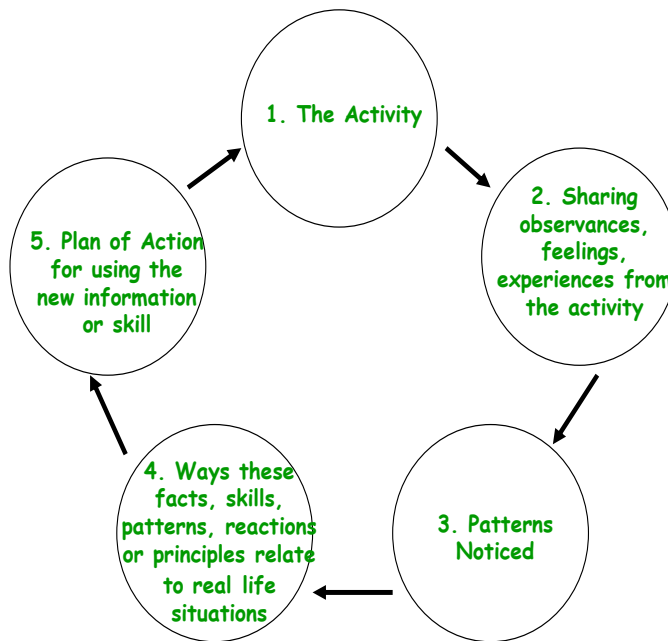 1. The Activity
2. Sharing
observances,
feelings,
experiences from
the activity
3. Patterns
Noticed
4. Ways these
facts, skills,
patterns, reactions
or principles relate
to real life
situations
5. Plan of Action
for using the
new information
or skill